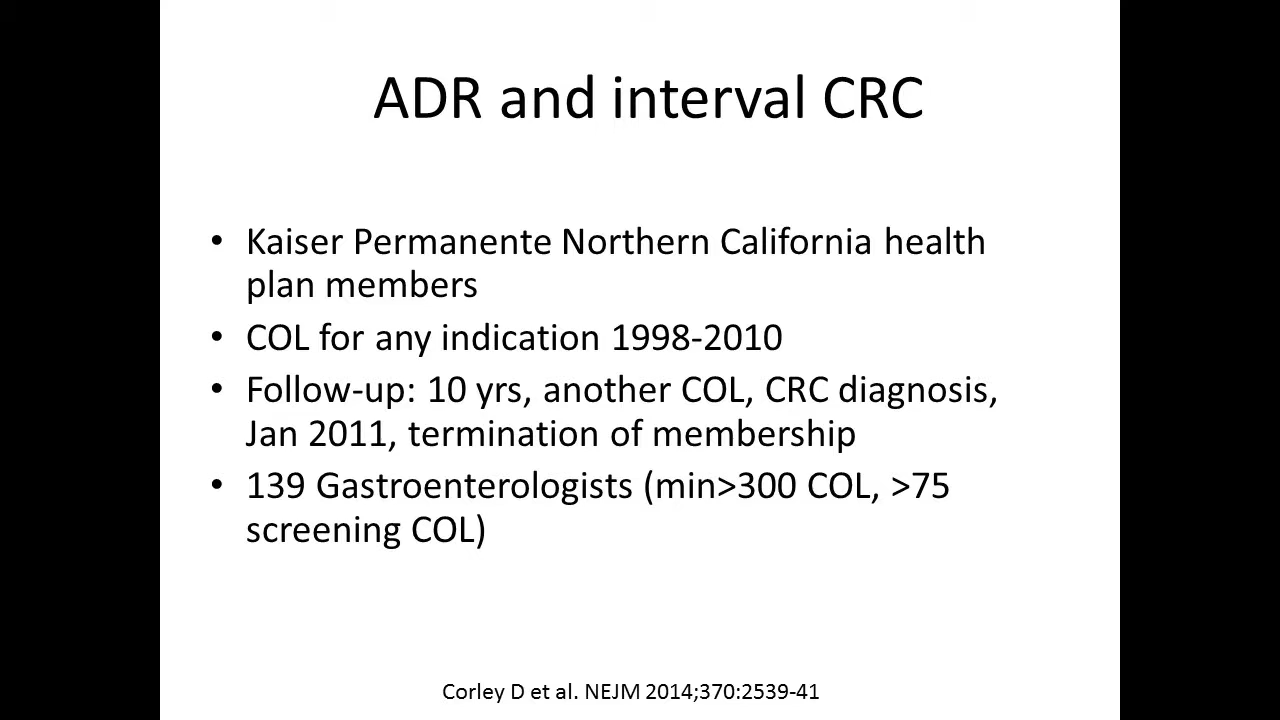 ADR and interval CRC
• Kaiser Permanente Northern California health
plan members
• COL for any indication 1998-2010
• Follow-up: 10 yrs, another COL, CRC diagnosis,
Jan 2011, termination of membership
• 139 Gastroenterologists (min>300 COL, >75
screening COL)
Corley D et al. NEJM 2014;370:2539-41